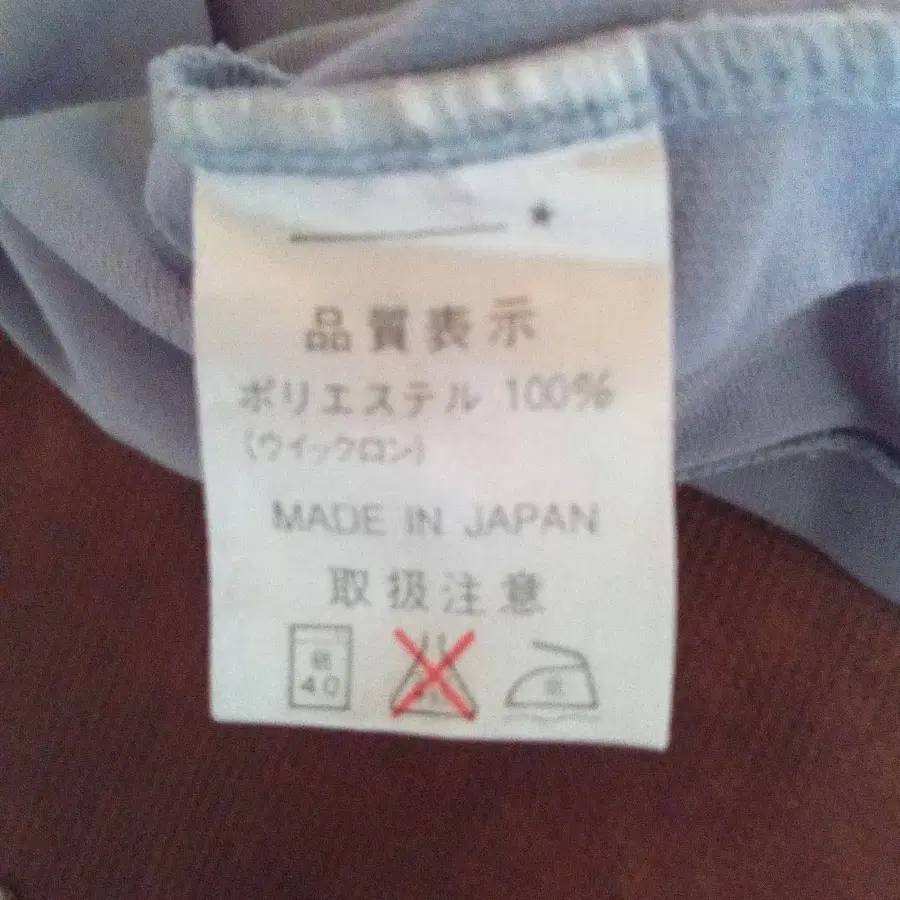 品質表示
ポリエステル 100%
(ウイックロン)
MADE IN JAPAN
取扱注意
40